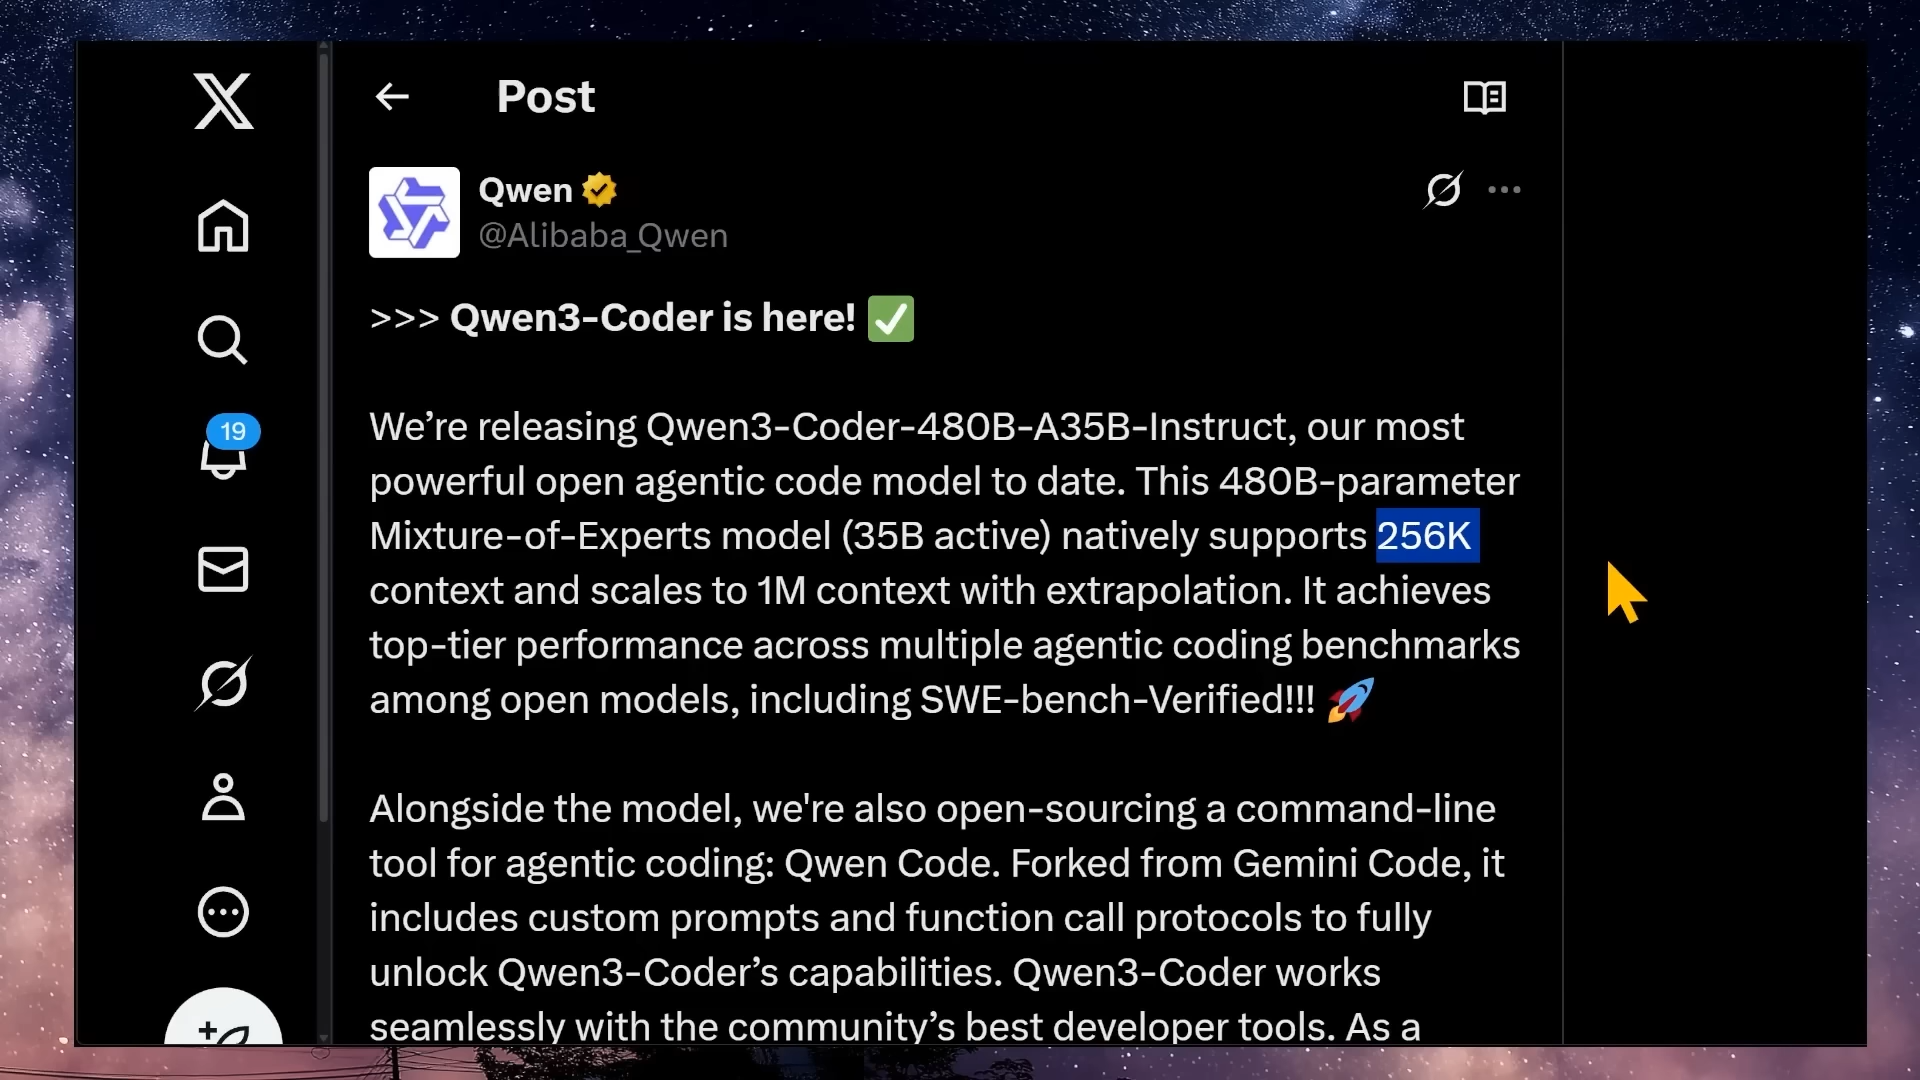 Post
Qwen
@Alibaba_Qwen
>>> Qwen3-Coder is here! ✅
19
We’re releasing Qwen3-Coder-480B-A35B-Instruct, our most
powerful open agentic code model to date. This 480B-parameter
Mixture-of-Experts model (35B active) natively supports 256K
context and scales to 1M context with extrapolation. It achieves
top-tier performance across multiple agentic coding benchmarks
among open models, including SWE-bench-Verified!!! 🚀
Alongside the model, we're also open-sourcing a command-line
tool for agentic coding: Qwen Code. Forked from Gemini Code, it
includes custom prompts and function call protocols to fully
unlock Qwen3-Coder’s capabilities. Qwen3-Coder works
seamlessly with the community’s best developer tools. As a